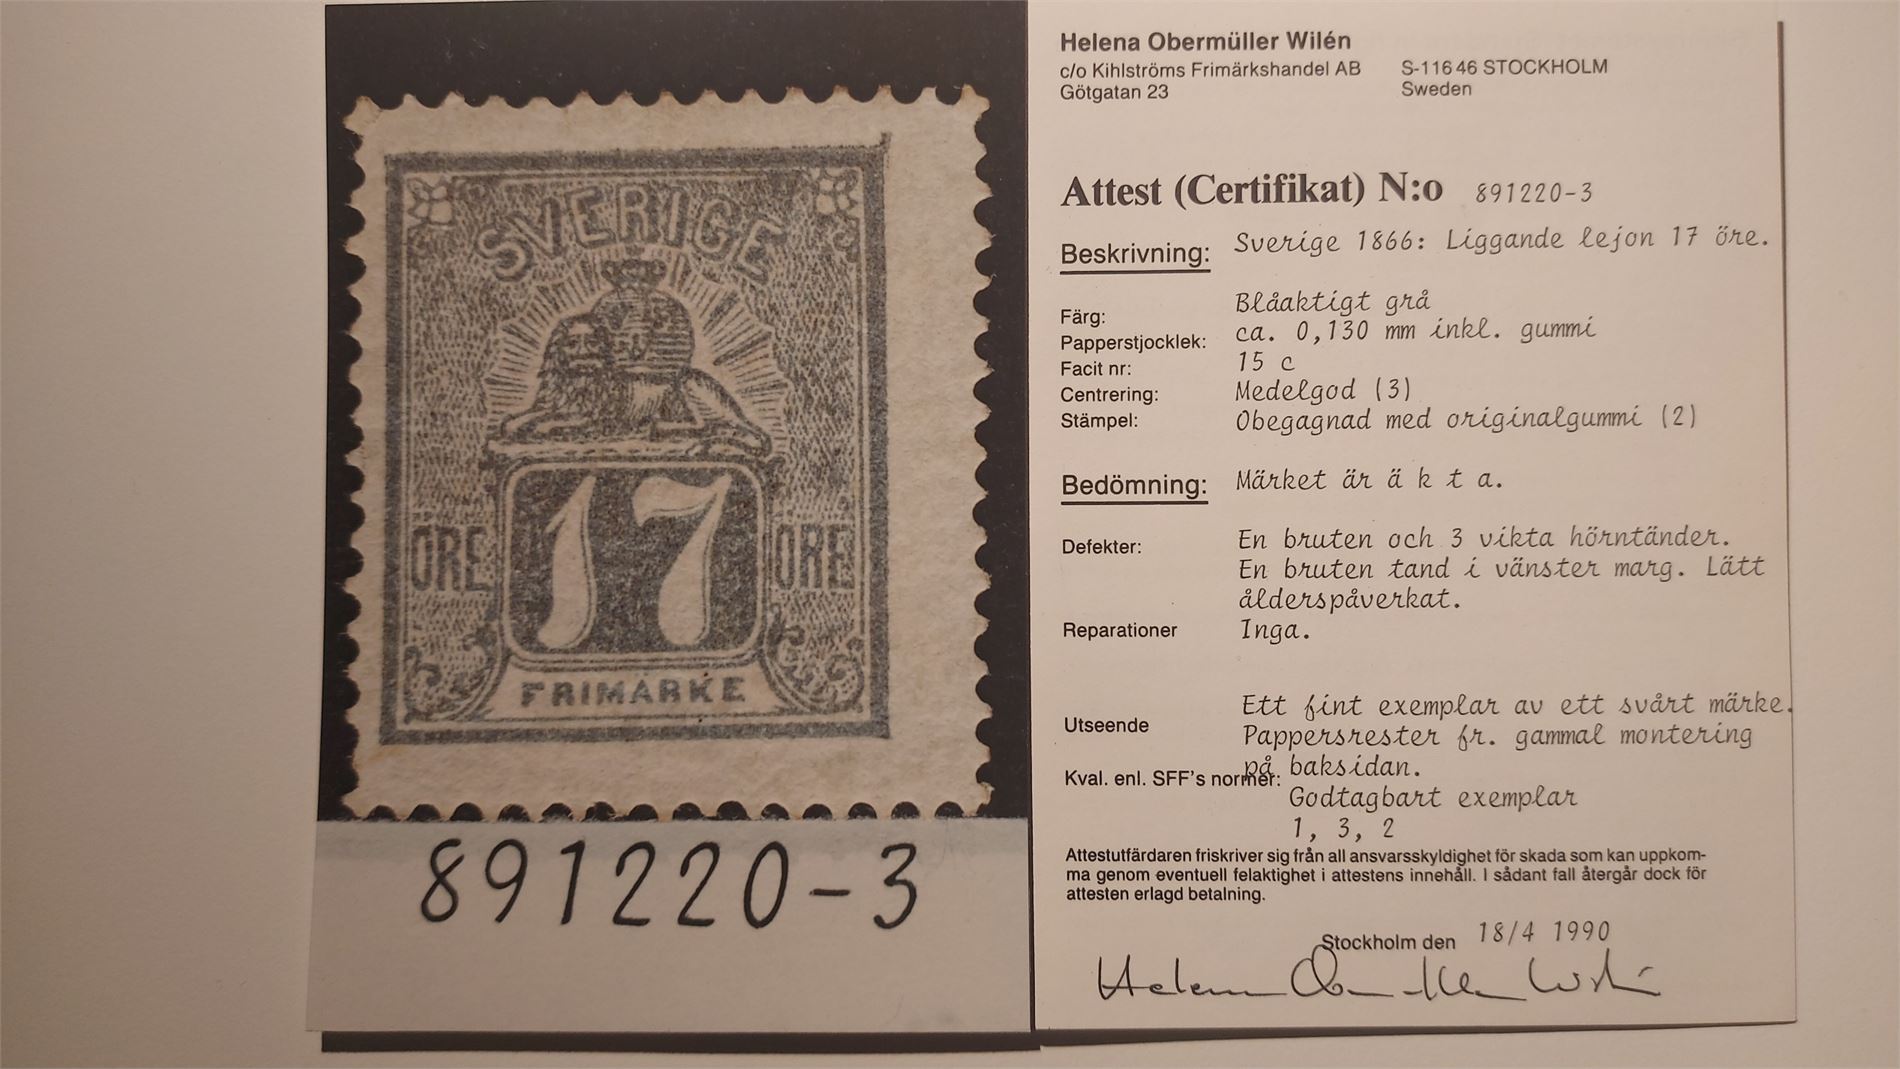 SVERIGE
ÖRE 17 ÖRE
FRIMÄRKE
891220-3
Helena Obermüller Wilén
c/o Kihlströms Frimärkshandel AB S-116 46 STOCKHOLM
Götgatan 23 Sweden
Attest (Certifikat) N:o 891220-3
Beskrivning: Sverige 1866: Liggande lejon 17 öre.
Färg: Blåaktigt grå
Papperstjocklek: ca. 0,130 mm inkl. gummi
Facit nr: 15 c
Centrering: Medelgod (3)
Stämpel: Obegagnad med originalgummi (2)
Bedömning: Märket är ä k t a.
Defekter: En bruten och 3 vikta hörntänder.
En bruten tand i vänster marg. Lätt
ålderspåverkat.
Reparationer Inga.
Ett fint exemplar av ett svårt märke.
Utseende Pappersrester fr. gammal montering
på baksidan.
Kval. enl. SFF's normer:
Godtagbart exemplar
1, 3, 2
Attestutfärdaren friskriver sig från all ansvarsskyldighet för skada som kan uppkom-
ma genom eventuell felaktighet i attestens innehåll. I sådant fall återgår dock för
attesten erlagd betalning.
Stockholm den 18/4 1990
Helena Obermüller Wilén